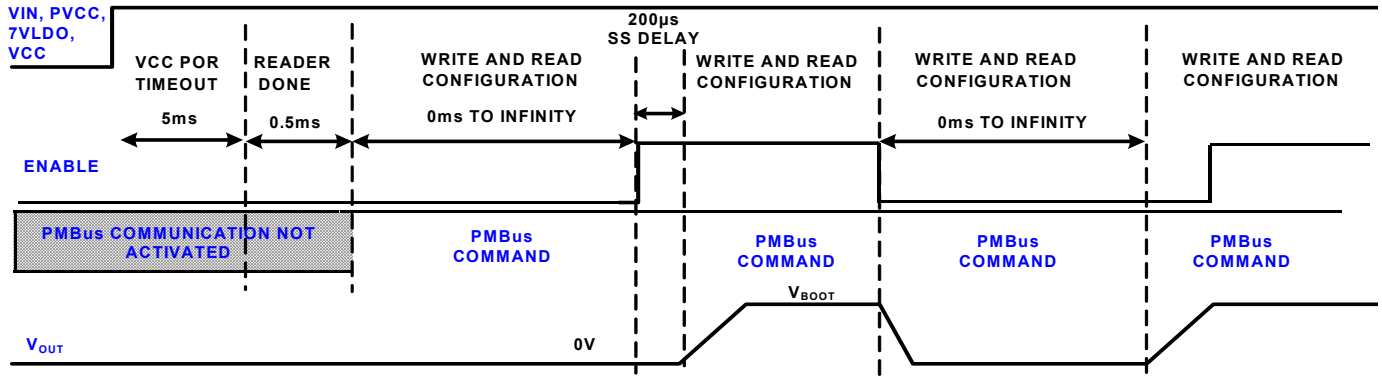 VIN, PVCC,
7VLDO,
VCC
VCC POR
TIMEOUT
5ms
READER
DONE
0.5ms
WRITE AND READ
CONFIGURATION
0ms TO INFINITY
200µs
SS DELAY
WRITE AND READ
CONFIGURATION
WRITE AND READ
CONFIGURATION
0ms TO INFINITY
WRITE AND READ
CONFIGURATION
ENABLE
PMBus COMMUNICATION NOT
ACTIVATED
PMBus
COMMAND
PMBus
COMMAND
PMBus
COMMAND
PMBus
COMMAND
VBOOT
VOUT
0V